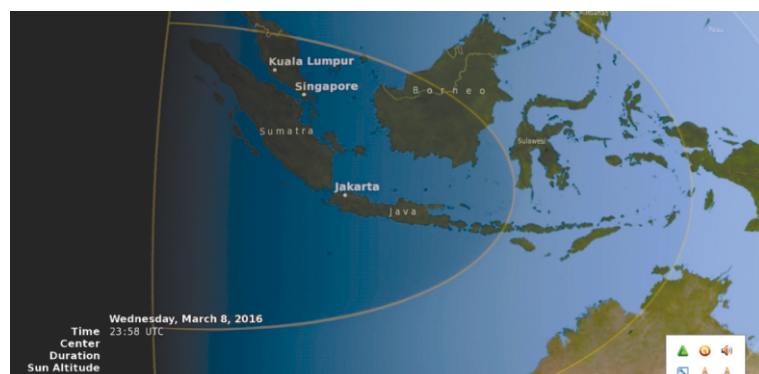 Kuala Lumpur
Singapore
Borneo
Sumatra
Sulawesi
Jakarta
Java
Wednesday, March 8, 2016
Time 23:58 UTC
Center
Duration
Sun Altitude